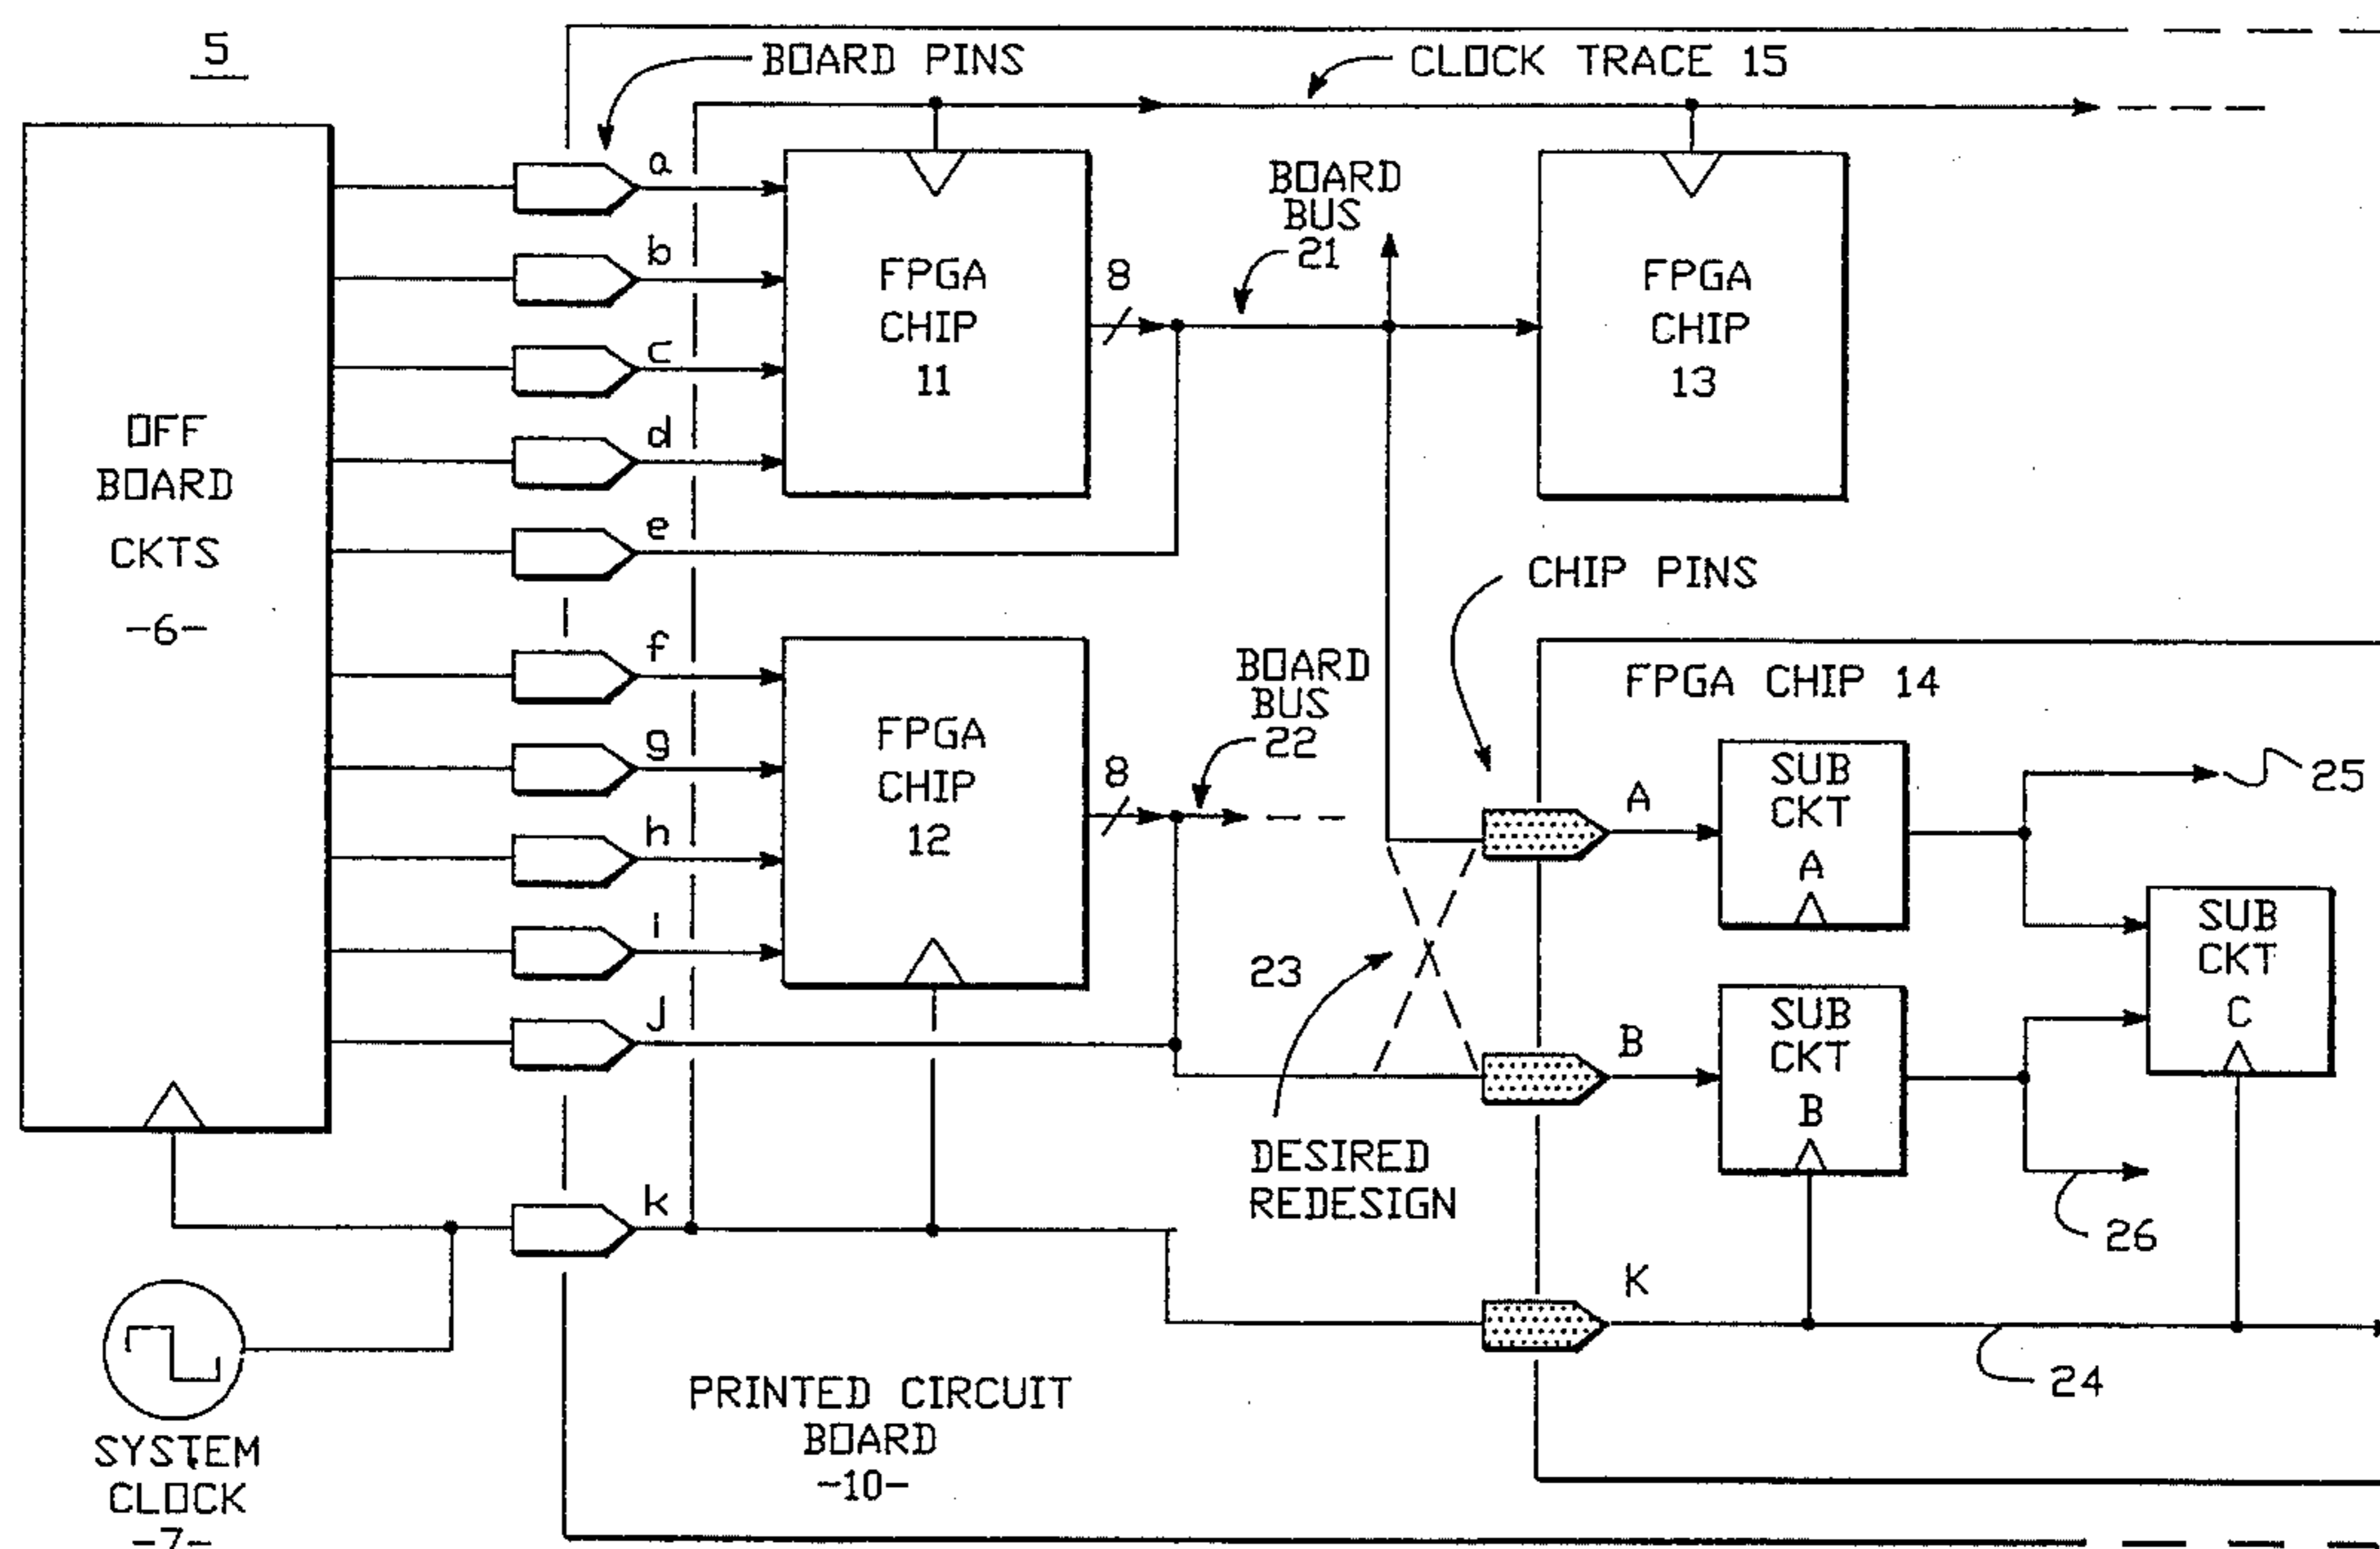 5
BOARD PINS
CLOCK TRACE 15
a
b
c
d
e
f
g
h
i
j
k
OFF
BOARD
CKTS
-6-
FPGA
CHIP
11
8
BOARD
BUS
21
FPGA
CHIP
13
CHIP PINS
FPGA
CHIP
12
8
BOARD
BUS
22
FPGA CHIP 14
A
SUB
CKT
A
25
23
B
SUB
CKT
B
SUB
CKT
C
26
DESIRED
REDESIGN
K
24
SYSTEM
CLOCK
-7-
PRINTED CIRCUIT
BOARD
-10-